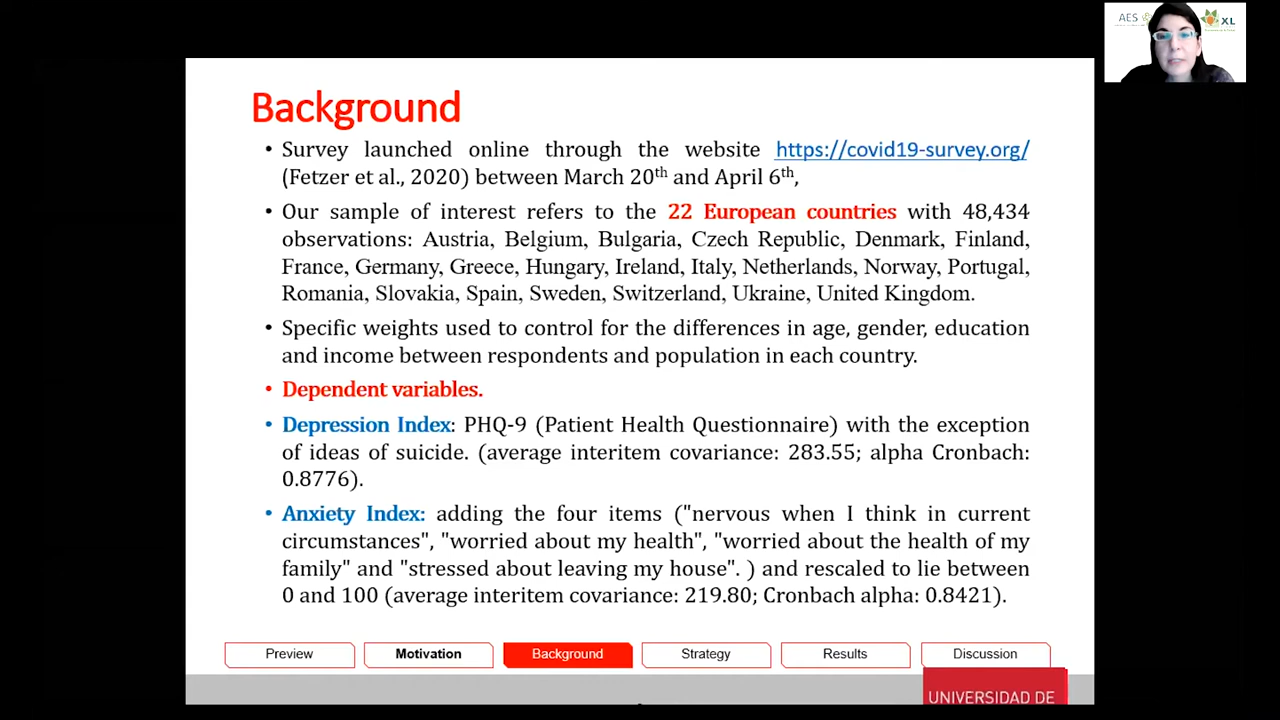 AES
XL
Background
• Survey launched online through the website https://covid19-survey.org/
(Fetzer et al., 2020) between March 20th and April 6th,
• Our sample of interest refers to the 22 European countries with 48,434
observations: Austria, Belgium, Bulgaria, Czech Republic, Denmark, Finland,
France, Germany, Greece, Hungary, Ireland, Italy, Netherlands, Norway, Portugal,
Romania, Slovakia, Spain, Sweden, Switzerland, Ukraine, United Kingdom.
• Specific weights used to control for the differences in age, gender, education
and income between respondents and population in each country.
• Dependent variables.
• Depression Index: PHQ-9 (Patient Health Questionnaire) with the exception
of ideas of suicide. (average interitem covariance: 283.55; alpha Cronbach:
0.8776).
• Anxiety Index: adding the four items ("nervous when I think in current
circumstances", "worried about my health", "worried about the health of my
family" and "stressed about leaving my house". ) and rescaled to lie between
0 and 100 (average interitem covariance: 219.80; Cronbach alpha: 0.8421).
Preview Motivation Background Strategy Results Discussion
UNIVERSIDAD DE